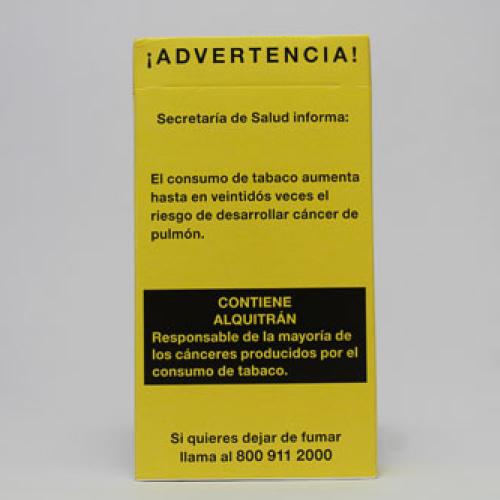 ¡ADVERTENCIA!
Secretaría de Salud informa:
El consumo de tabaco aumenta
hasta en veintidós veces el
riesgo de desarrollar cáncer de
pulmón.
CONTIENE
ALQUITRÁN
Responsable de la mayoría de
los cánceres producidos por el
consumo de tabaco.
Si quieres dejar de fumar
llama al 800 911 2000